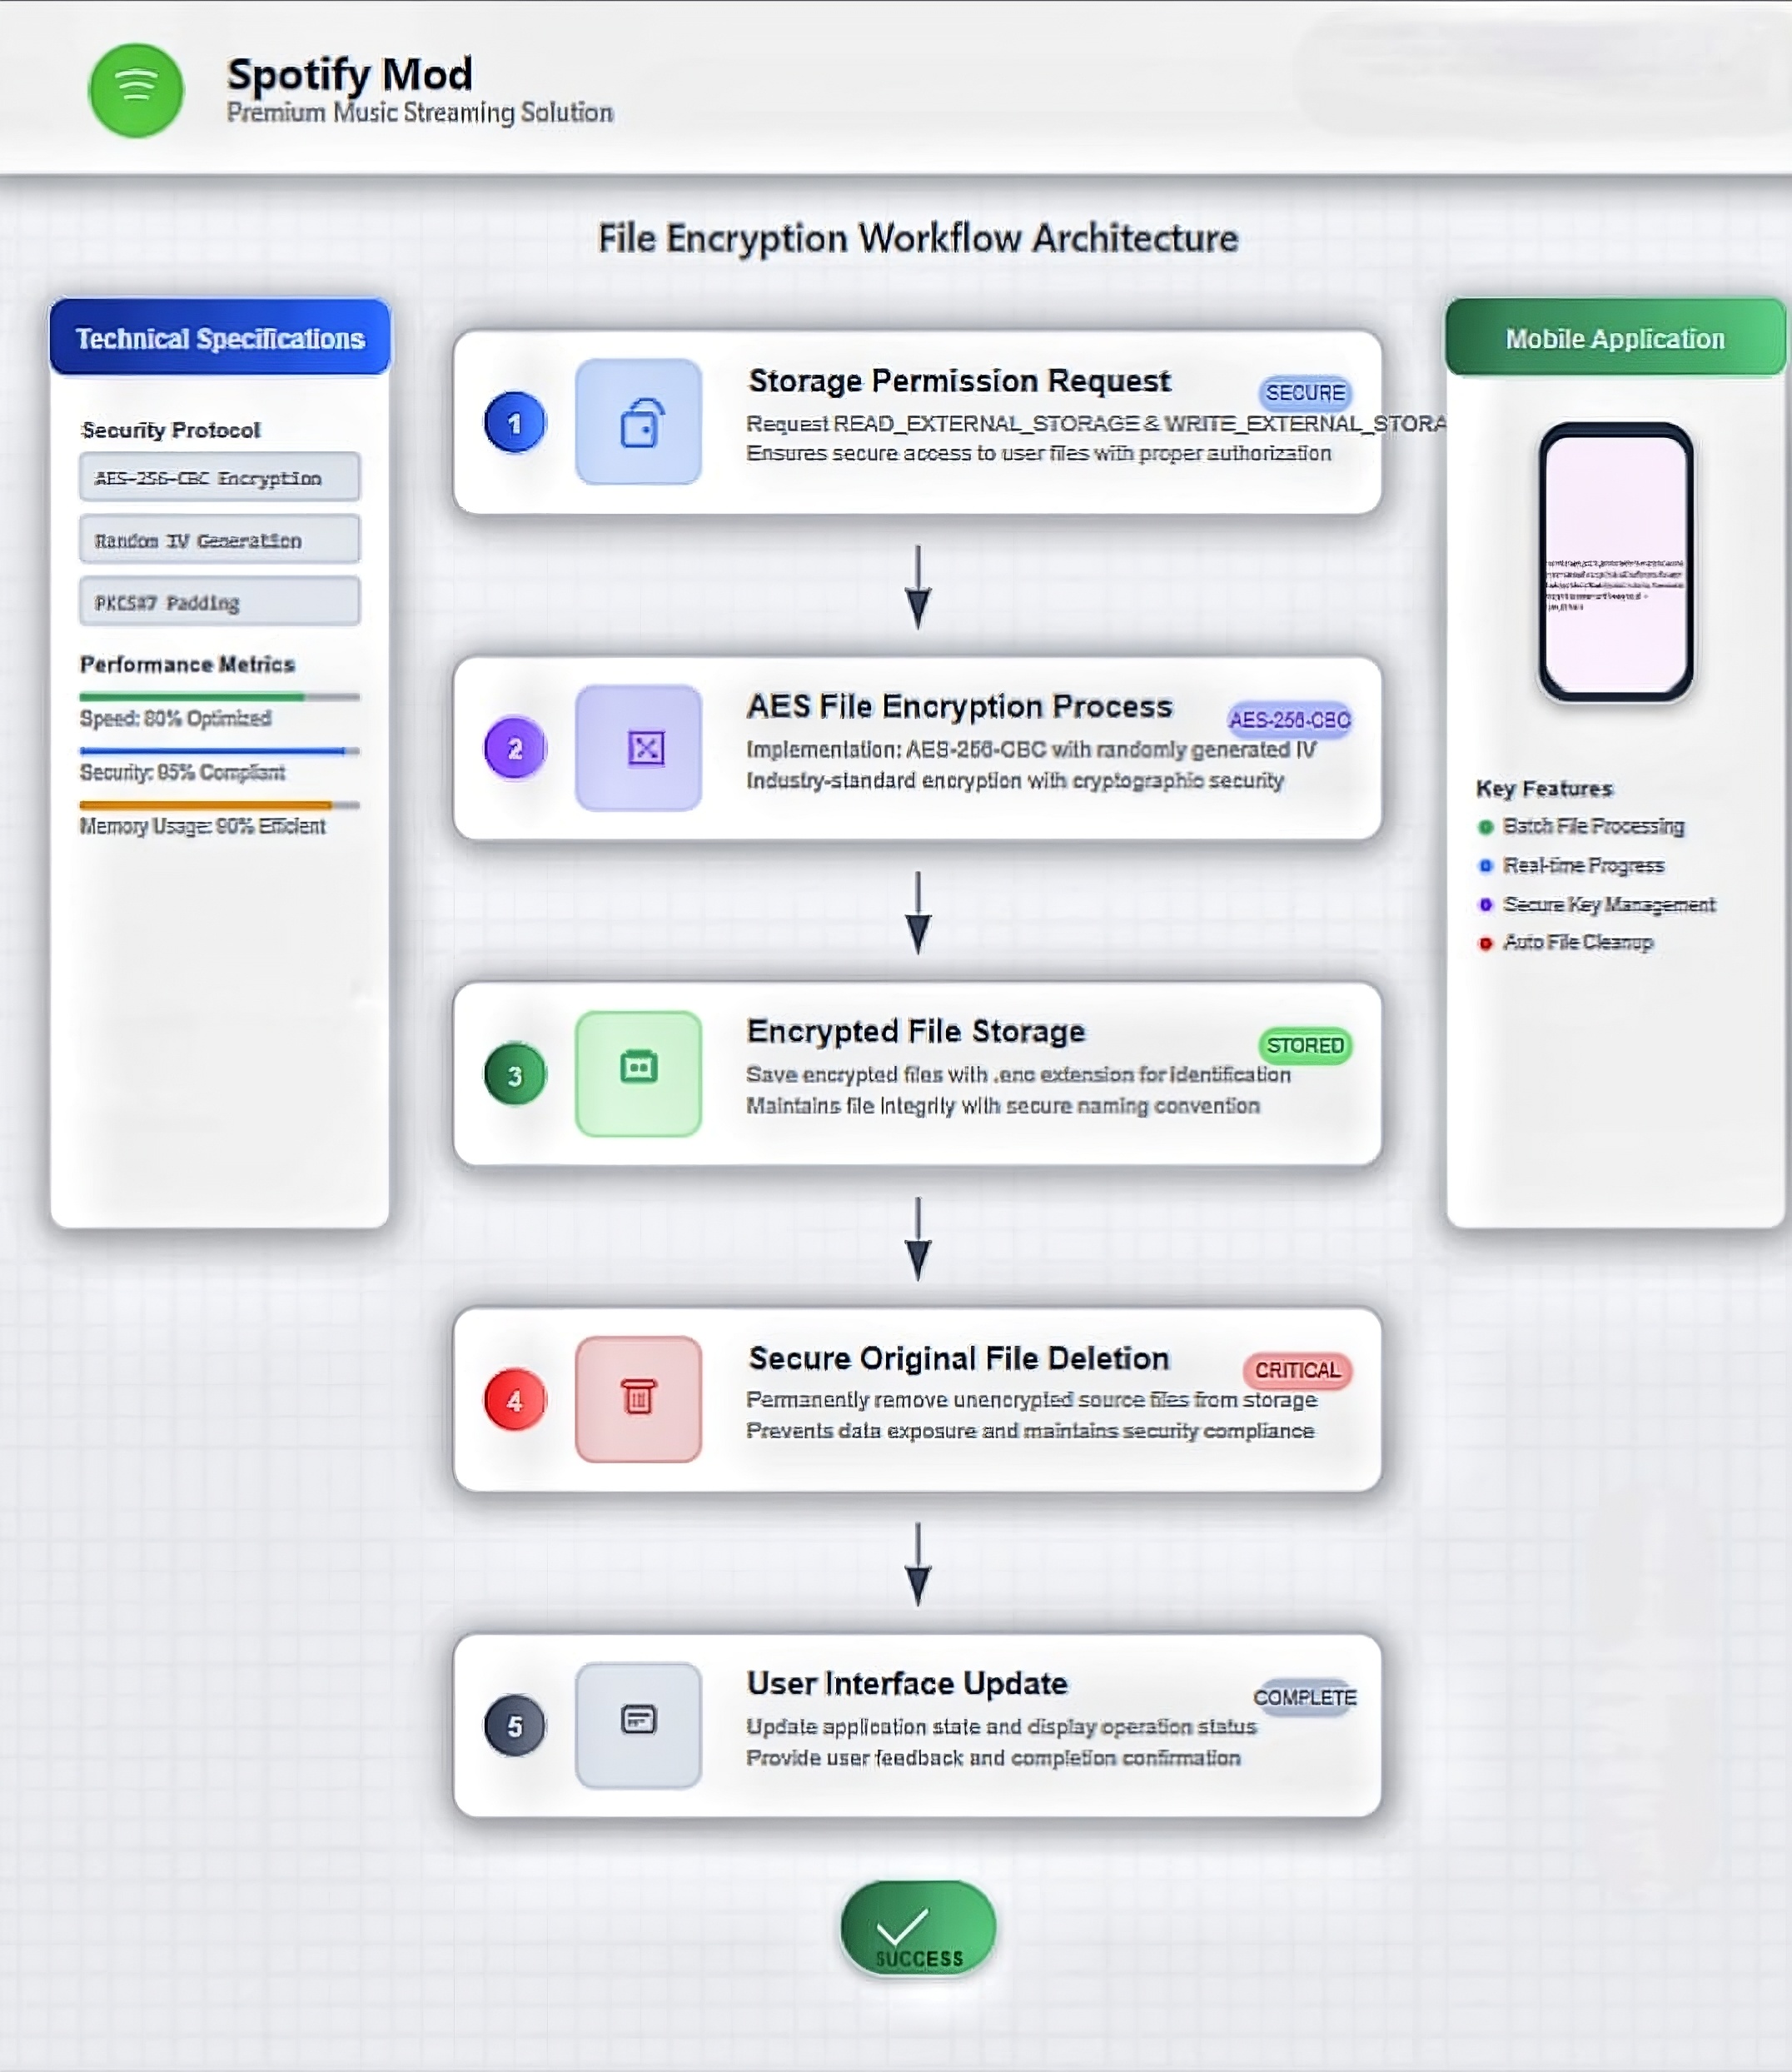 Spotify Mod
Premium Music Streaming Solution
File Encryption Workflow Architecture
Technical Specifications
Security Protocol
AES-256-CBC Encryption
Random IV Generation
PKCS#7 Padding
Performance Metrics
Speed: 80% Optimized
Security: 95% Compliant
Memory Usage: 90% Efficient
1
Storage Permission Request
SECURE
Request READ_EXTERNAL_STORAGE & WRITE_EXTERNAL_STORA
Ensures secure access to user files with proper authorization
2
AES File Encryption Process
AES-256-CBC
Implementation: AES-256-CBC with randomly generated IV
Industry-standard encryption with cryptographic security
3
Encrypted File Storage
STORED
Save encrypted files with .enc extension for identification
Maintains file integrity with secure naming convention
4
Secure Original File Deletion
CRITICAL
Permanently remove unencrypted source files from storage
Prevents data exposure and maintains security compliance
5
User Interface Update
COMPLETE
Update application state and display operation status
Provide user feedback and completion confirmation
SUCCESS
Mobile Application
Key Features
Batch File Processing
Real-time Progress
Secure Key Management
Auto File Cleanup